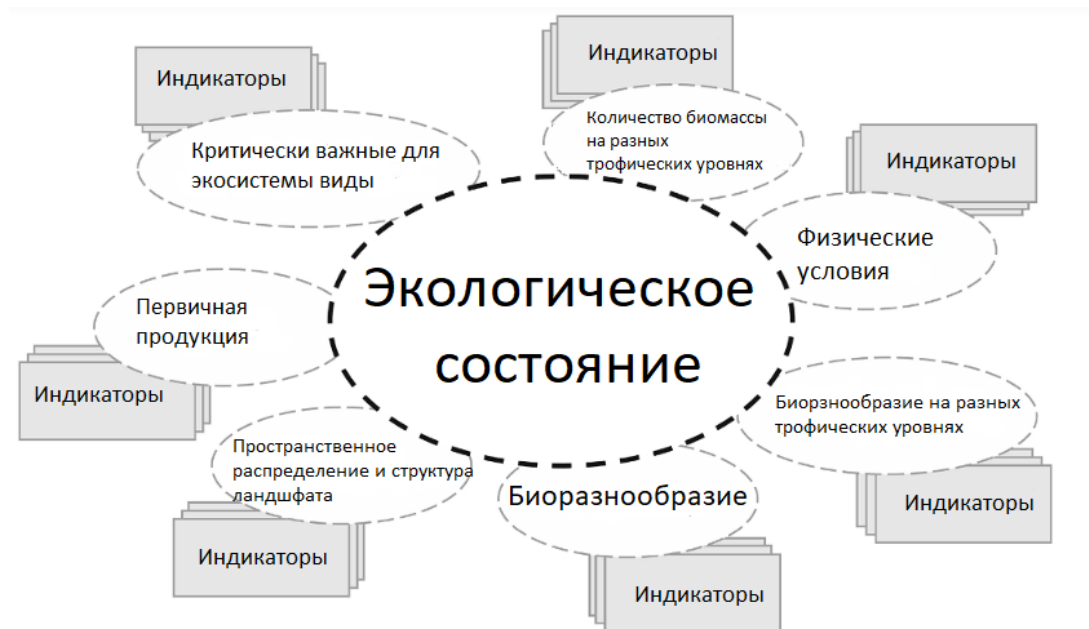 Индикаторы
Критически важные для
экосистемы виды
Индикаторы
Количество биомассы
на разных
трофических уровнях
Индикаторы
Физические
условия
Экологическое
состояние
Первичная
продукция
Индикаторы
Биорзнообразие на разных
трофических уровнях
Индикаторы
Пространственное
распределение и структура
ландшфата
Индикаторы
Биоразнообразие
Индикаторы